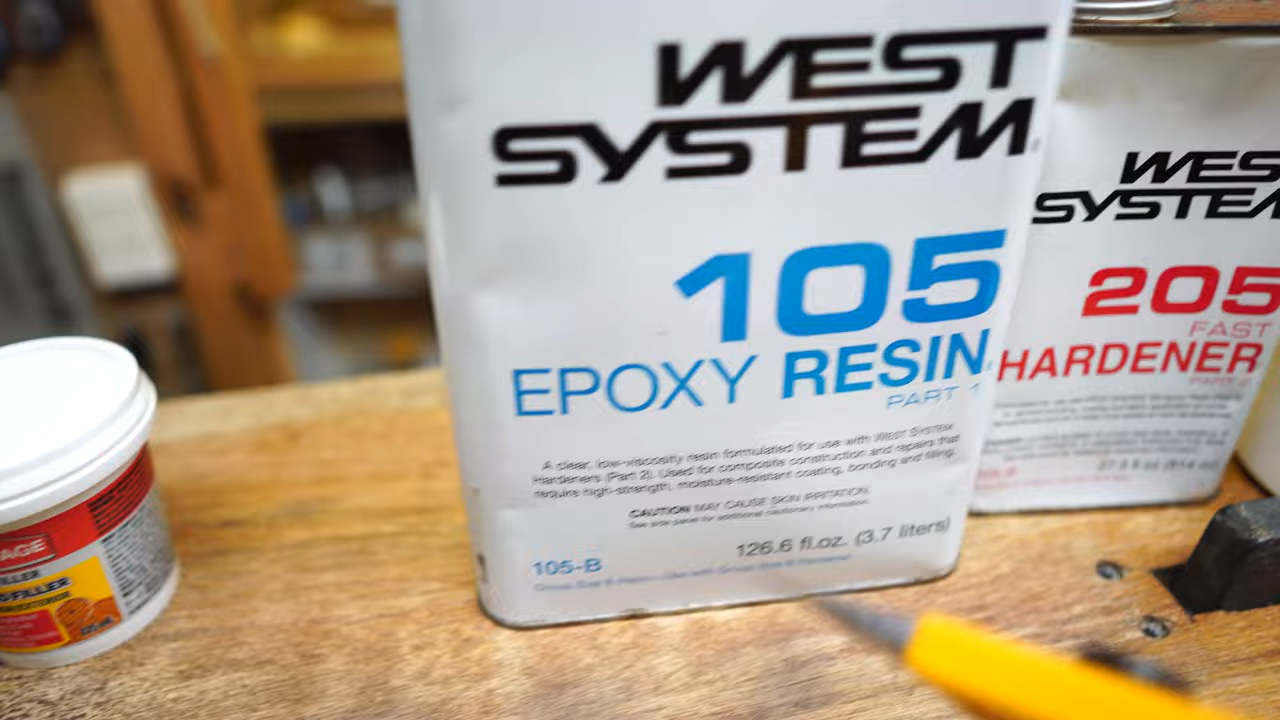 WEST
SYSTEM
105
EPOXY RESIN
PART 1
A clear, low-viscosity resin formulated for use with WEST SYSTEM
Hardeners (Part 2). Used for composite construction and repairs that
require high-strength, moisture-resistant coating, bonding and filling.
CAUTION MAY CAUSE SKIN IRRITATION.
See side panel for additional cautionary information.
126.6 fl.oz. (3.7 liters)
105-B
WES
SYSTEM
205
FAST
HARDENER
AGE
FILLER